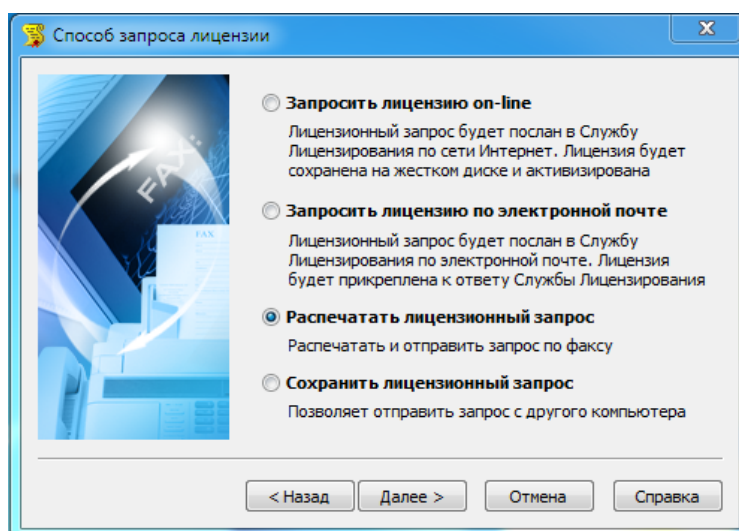 Способ запроса лицензии
FAX:
FAX
Запросить лицензию on-line
Лицензионный запрос будет послан в Службу
Лицензирования по сети Интернет. Лицензия будет
сохранена на жестком диске и активизирована
Запросить лицензию по электронной почте
Лицензионный запрос будет послан в Службу
Лицензирования по электронной почте. Лицензия
будет прикреплена к ответу Службы Лицензирования
Распечатать лицензионный запрос
Распечатать и отправить запрос по факсу
Сохранить лицензионный запрос
Позволяет отправить запрос с другого компьютера
< Назад
Далее >
Отмена
Справка